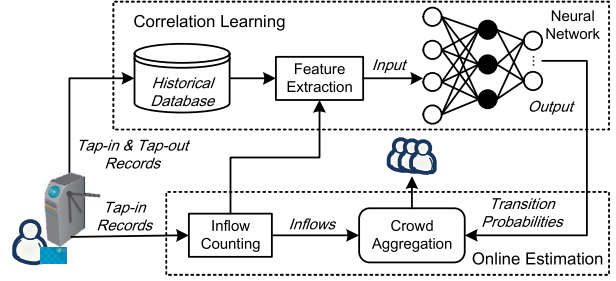 Correlation Learning
Neural
Network
Historical
Database
Feature
Extraction
Input
Output
Tap-in & Tap-out
Records
Tap-in
Records
Inflow
Counting
Inflows
Crowd
Aggregation
Transition
Probabilities
Online Estimation